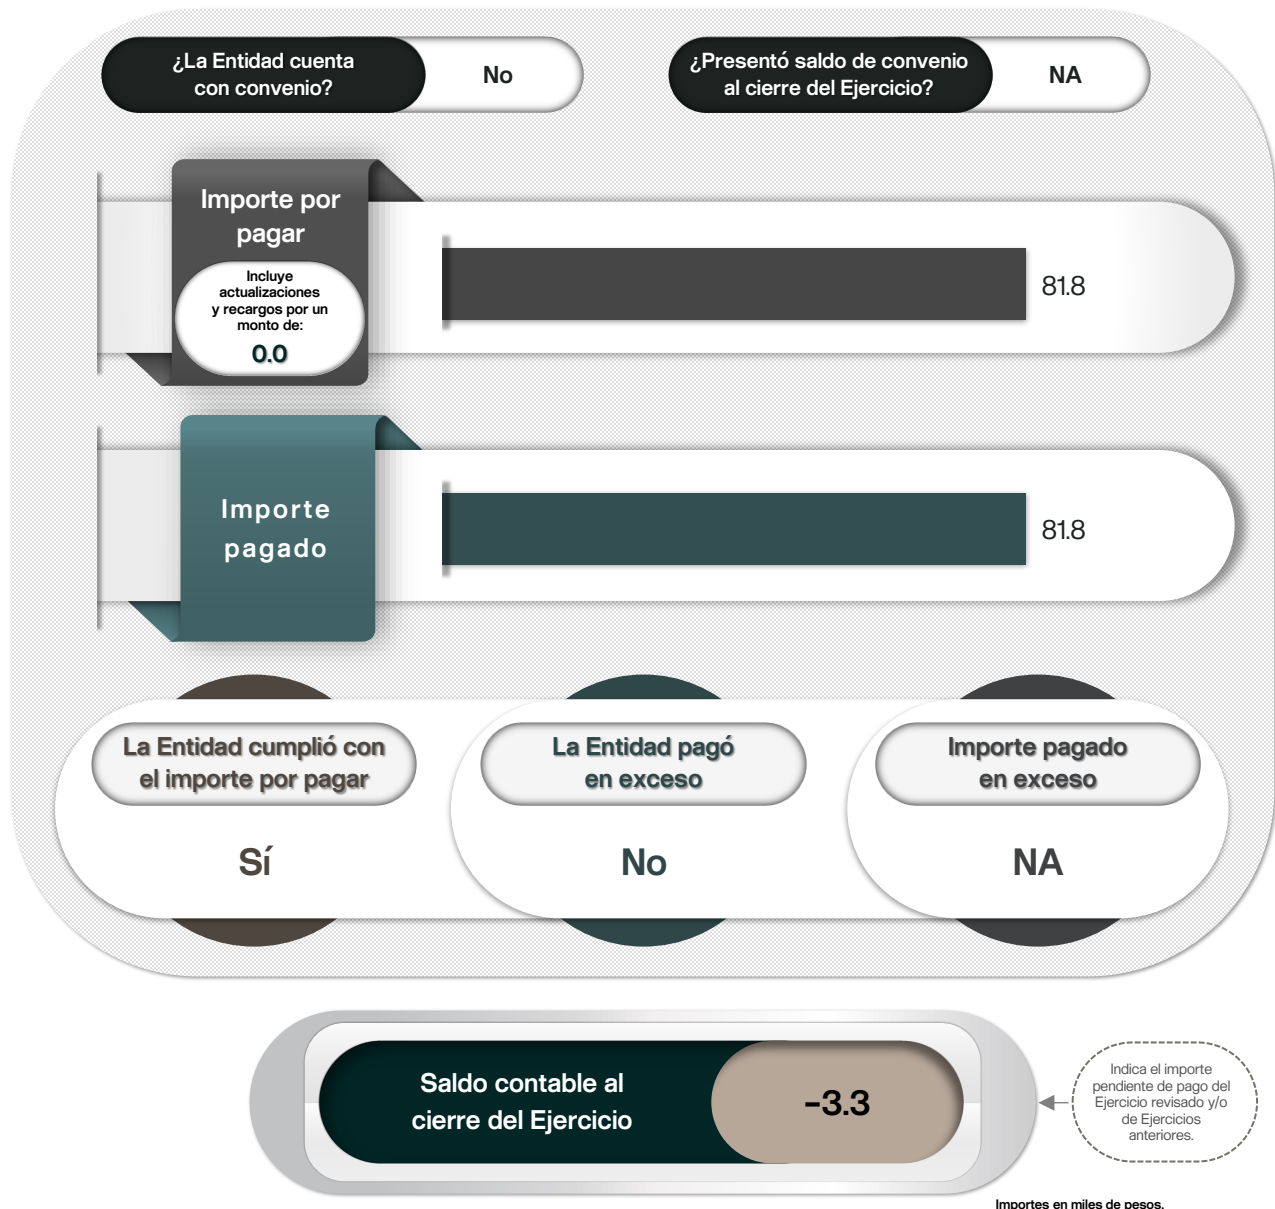 ¿La Entidad cuenta
con convenio?
No
¿Presentó saldo de convenio
al cierre del Ejercicio?
NA
Importe por
pagar
Incluye
actualizaciones
y recargos por un
monto de:
0.0
81.8
Importe
pagado
81.8
La Entidad cumplió con
el importe por pagar
Sí
La Entidad pagó
en exceso
No
Importe pagado
en exceso
NA
Saldo contable al
cierre del Ejercicio
-3.3
Indica el importe
pendiente de pago del
Ejercicio revisado y/o
de Ejercicios
anteriores.
Importes en miles de pesos.